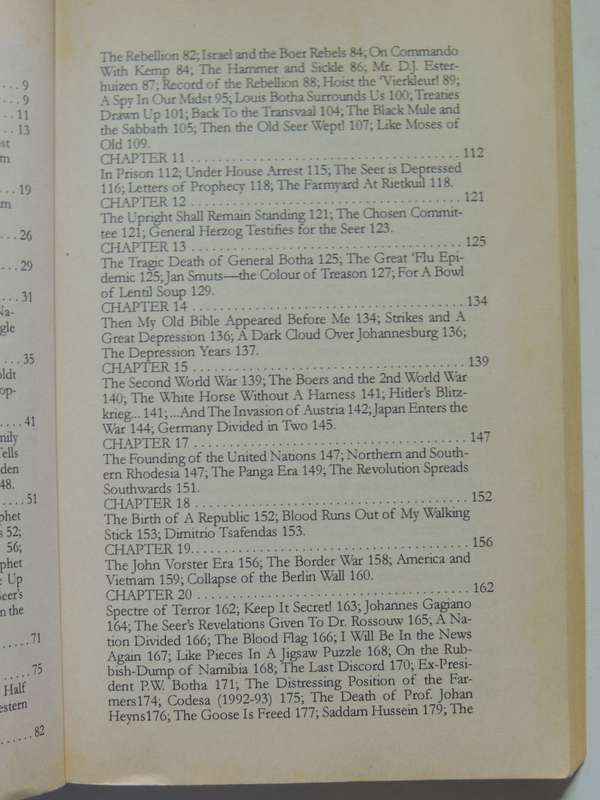 ... 9
... 9
... 11
... 13
19
... 26
... 29
... 31
... 35
... 41
48.
... 51
s 52;
56;
... 71
... 75
Half
... 82
The Rebellion 82; Israel and the Boer Rebels 84; On Commando
With Kemp 84; The Hammer and Sickle 86; Mr. D.J. Ester-
huizen 87; Record of the Rebellion 88; Hoist the 'Vierkleur! 89;
A Spy In Our Midst 95; Louis Botha Surrounds Us 100; Treaties
Drawn Up 101; Back To the Transvaal 104; The Black Mule and
the Sabbath 105; Then the Old Seer Wept! 107; Like Moses of
Old 109.
CHAPTER 11 ........................................ 112
In Prison 112; Under House Arrest 115; The Seer is Depressed
116; Letters of Prophecy 118; The Farmyard At Rietkuil 118.
CHAPTER 12 ........................................ 121
The Upright Shall Remain Standing 121; The Chosen Commit-
tee 121; General Herzog Testifies for the Seer 123.
CHAPTER 13 ........................................ 125
The Tragic Death of General Botha 125; The Great 'Flu Epi-
demic 125; Jan Smuts—the Colour of Treason 127; For A Bowl
of Lentil Soup 129.
CHAPTER 14 ........................................ 134
Then My Old Bible Appeared Before Me 134; Strikes and A
Great Depression 136; A Dark Cloud Over Johannesburg 136;
The Depression Years 137.
CHAPTER 15 ........................................ 139
The Second World War 139; The Boers and the 2nd World War
140; The White Horse Without A Harness 141; Hitler's Blitz-
krieg... 141; ...And The Invasion of Austria 142; Japan Enters the
War 144; Germany Divided in Two 145.
CHAPTER 17 ........................................ 147
The Founding of the United Nations 147; Northern and South-
ern Rhodesia 147; The Panga Era 149; The Revolution Spreads
Southwards 151.
CHAPTER 18 ........................................ 152
The Birth of A Republic 152; Blood Runs Out of My Walking
Stick 153; Dimitrio Tsafendas 153.
CHAPTER 19........................................ 156
The John Vorster Era 156; The Border War 158; America and
Vietnam 159; Collapse of the Berlin Wall 160.
CHAPTER 20 ........................................ 162
Spectre of Terror 162; Keep It Secret! 163; Johannes Gagiano
164; The Seer's Revelations Given To Dr. Rossouw 165; A Na-
tion Divided 166; The Blood Flag 166; I Will Be In the News
Again 167; Like Pieces In A Jigsaw Puzzle 168; On the Rub-
bish-Dump of Namibia 168; The Last Discord 170; Ex-Presi-
dent P.W. Botha 171; The Distressing Position of the Far-
mers174; Codesa (1992-93) 175; The Death of Prof. Johan
Heyns176; The Goose Is Freed 177; Saddam Hussein 179; The